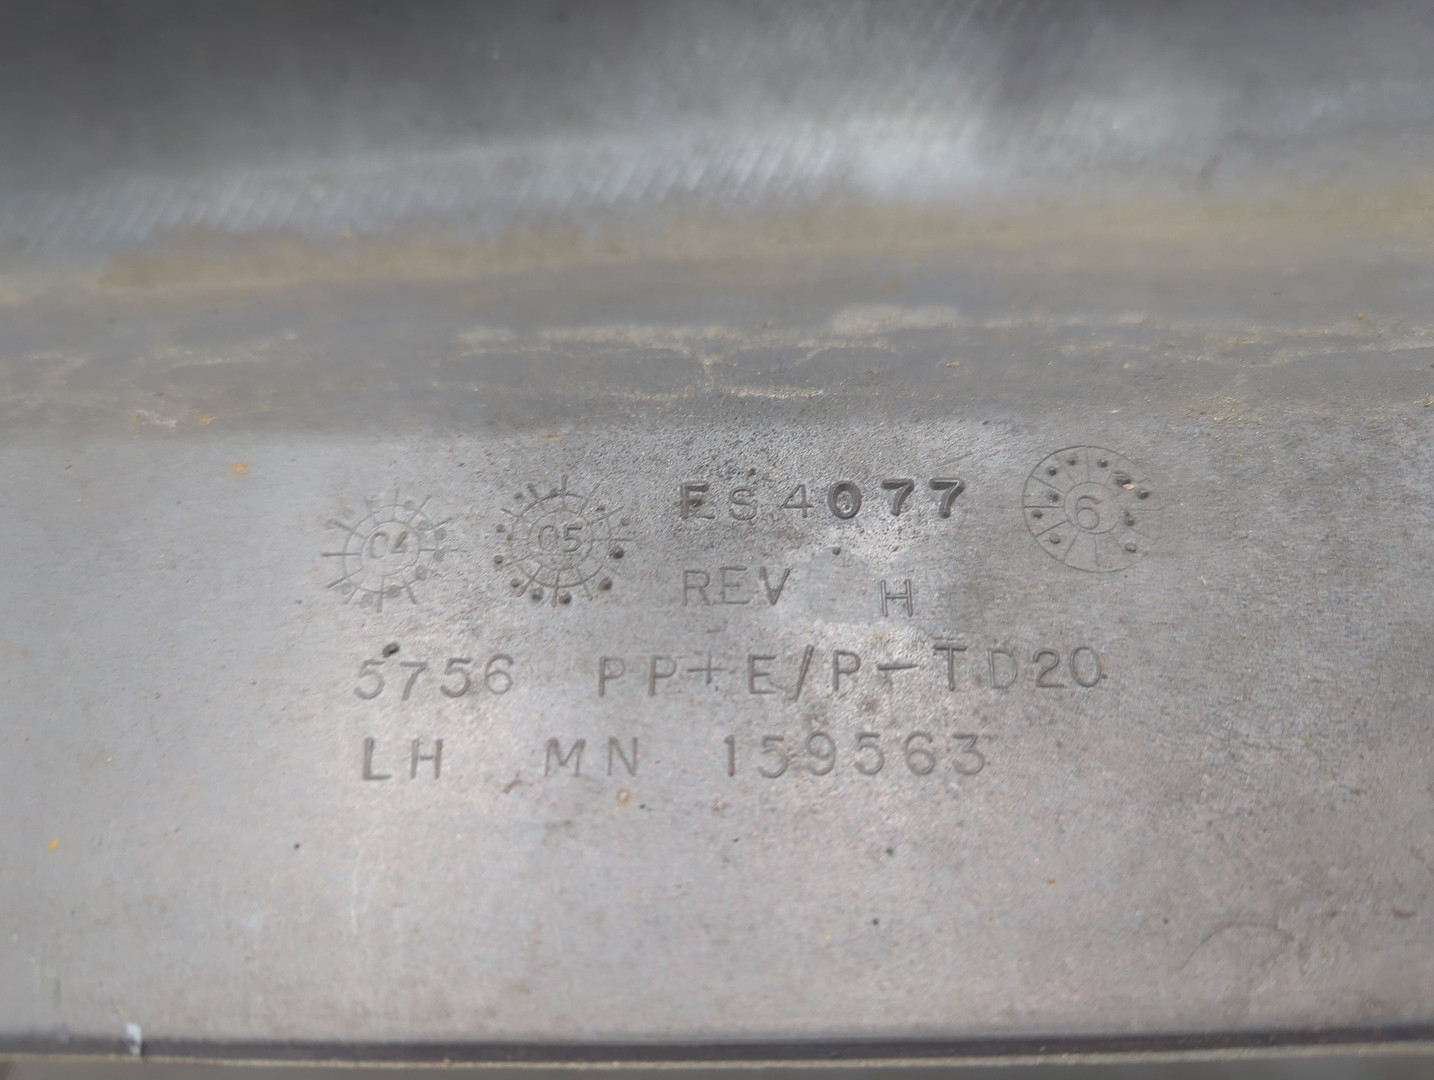 ES4077
04 05 6
REV H
5756 PP+E/P-TD20
LH MN 159563